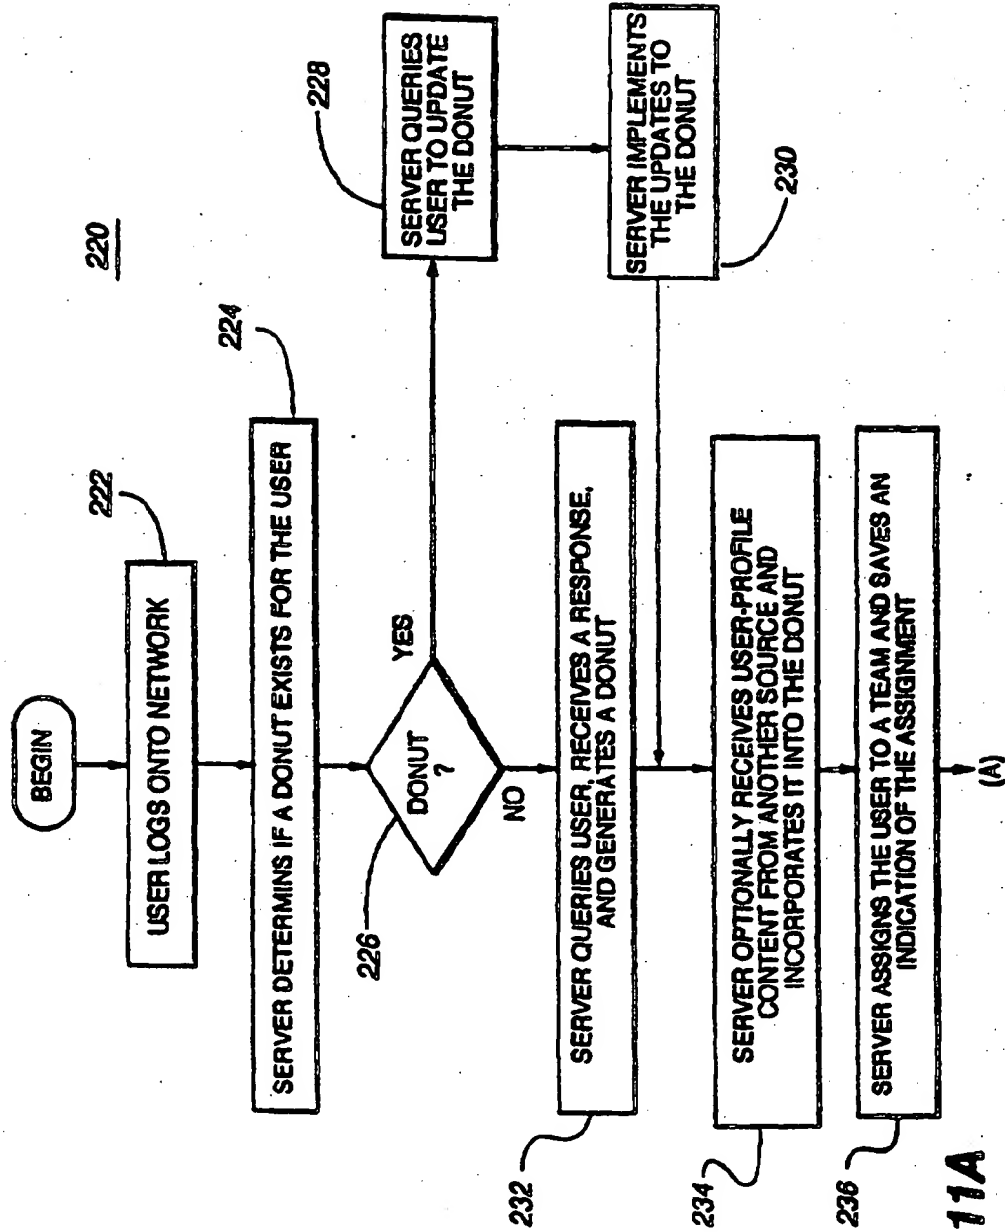 220
BEGIN
USER LOGS ONTO NETWORK
222
SERVER DETERMINS IF A DONUT EXISTS FOR THE USER
224
DONUT
?
226
YES
NO
SERVER QUERIES
USER TO UPDATE
THE DONUT
228
SERVER IMPLEMENTS
THE UPDATES TO
THE DONUT
230
SERVER QUERIES USER, RECEIVES A RESPONSE,
AND GENERATES A DONUT
232
SERVER OPTIONALLY RECEIVES USER-PROFILE
CONTENT FROM ANOTHER SOURCE AND
INCORPORATES IT INTO THE DONUT
234
SERVER ASSIGNS THE USER TO A TEAM AND SAVES AN
INDICATION OF THE ASSIGNMENT
236
(A)
11A